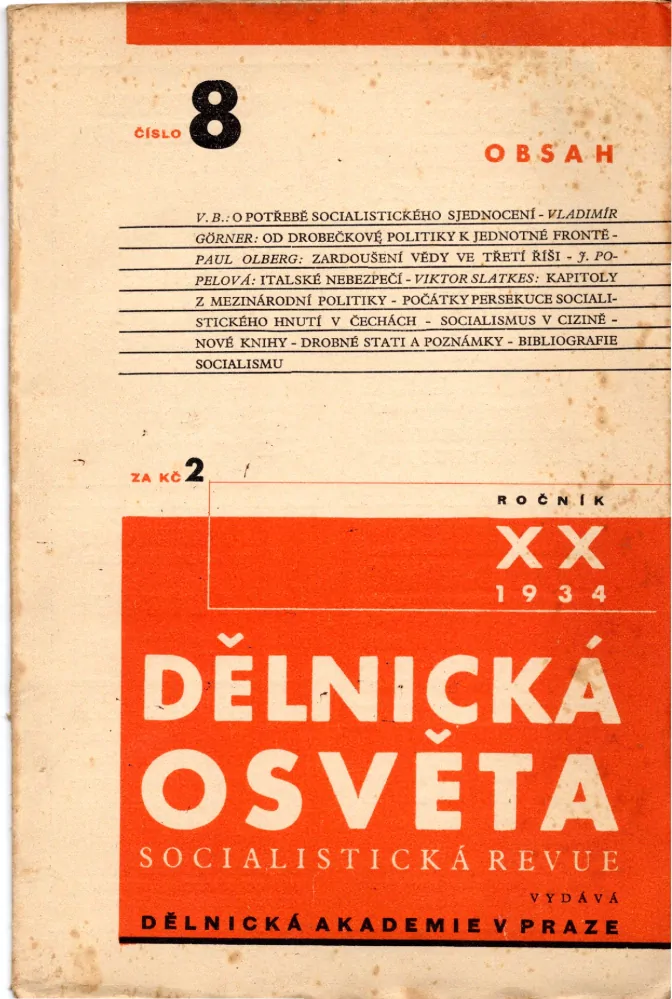 ČÍSLO 8
OBSAH
V. B.: O POTŘEBĚ SOCIALISTICKÉHO SJEDNOCENÍ - VLADIMÍR
GÖRNER: OD DROBEČKOVÉ POLITIKY K JEDNOTNÉ FRONTĚ -
PAUL OLBERG: ZARDOUŠENÍ VĚDY VE TŘETÍ ŘÍŠI - J. PO-
PELOVÁ: ITALSKÉ NEBEZPEČÍ - VIKTOR SLATKES: KAPITOLY
Z MEZINÁRODNÍ POLITIKY - POČÁTKY PERSEKUCE SOCIALI-
STICKÉHO HNUTÍ V ČECHÁCH - SOCIALISMUS V CIZINĚ -
NOVÉ KNIHY - DROBNÉ STATI A POZNÁMKY - BIBLIOGRAFIE
SOCIALISMU
ZA KČ 2
ROČNÍK
XX
1934
DĚLNICKÁ
OSVĚTA
SOCIALISTICKÁ REVUE
VYDÁVÁ
DĚLNICKÁ AKADEMIE V PRAZE